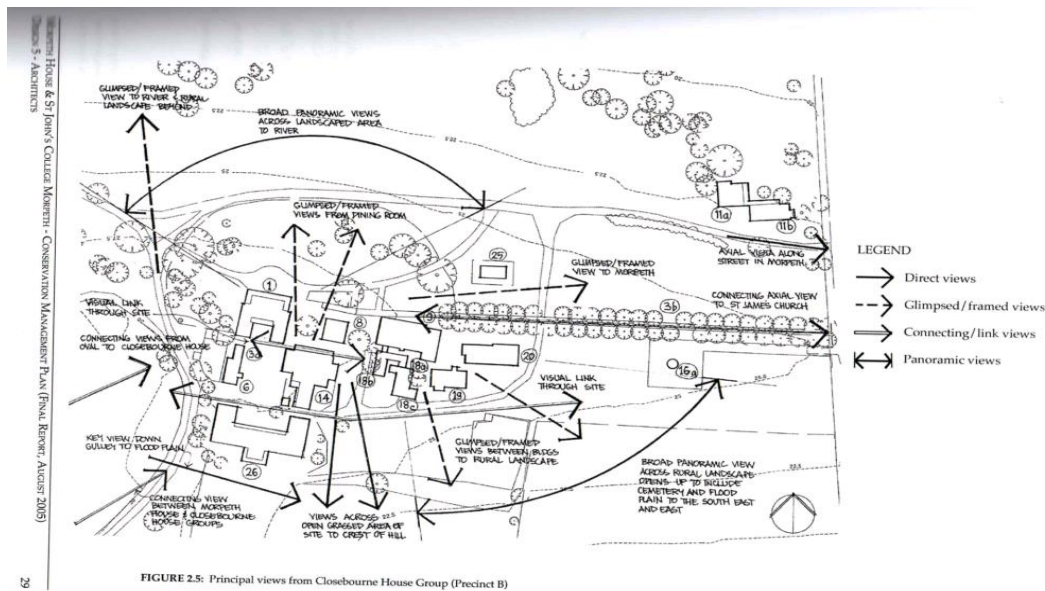 MORPETH HOUSE & ST JOHN'S COLLEGE MORPETH - CONSERVATION MANAGEMENT PLAN (FINAL REPORT, AUGUST 2005)
DESIGN 5 - ARCHITECTS
29
GLIMPSED/FRAMED
VIEW TO RIVER & RURAL
LANDSCAPE BEYOND
BROAD PANORAMIC VIEWS
ACROSS LANDSCAPED AREA
TO RIVER
GLIMPSED/FRAMED
VIEWS FROM DINING ROOM
11a
11b
AXIAL VISTA ALONG
STREET IN MORPETH
25
GLIMPSED/FRAMED
VIEW TO MORPETH
1
VISUAL LINK
THROUGH SITE
CONNECTING AXIAL VIEW
TO ST JAMES CHURCH
3b
8
CONNECTING VIEWS FROM
OVAL TO CLOSEBOURNE HOUSE
3a
20
6
18a
18b
16a
14
18c
19
VISUAL LINK
THROUGH SITE
KEY VIEW DOWN
GULLEY TO FLOOD PLAIN
26
GLIMPSED/FRAMED
VIEWS BETWEEN BLDGS
TO RURAL LANDSCAPE
CONNECTING VIEW
BETWEEN MORPETH
HOUSE & CLOSEBOURNE
HOUSE GROUPS
VIEWS ACROSS
OPEN GRASSED AREA OF
SITE TO CREST OF HILL
22.5
BROAD PANORAMIC VIEW
ACROSS RURAL LANDSCAPE
OPENS UP TO INCLUDE
CEMETERY AND FLOOD
PLAIN TO THE SOUTH EAST
AND EAST
LEGEND
Direct views
Glimpsed/framed views
Connecting/link views
Panoramic views
FIGURE 2.5: Principal views from Closebourne House Group (Precinct B)